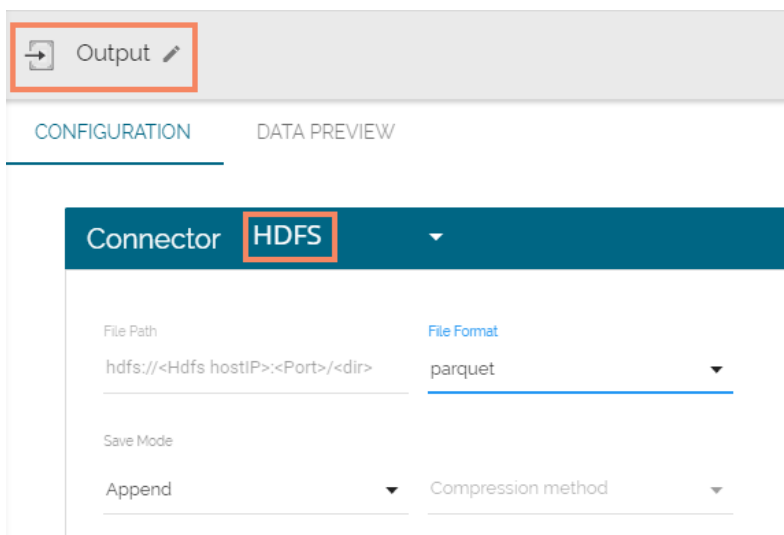 Output
CONFIGURATION DATA PREVIEW
Connector HDFS
File Path File Format
hdfs://<Hdfs hostIP>:<Port>/<dir> parquet
Save Mode
Append Compression method